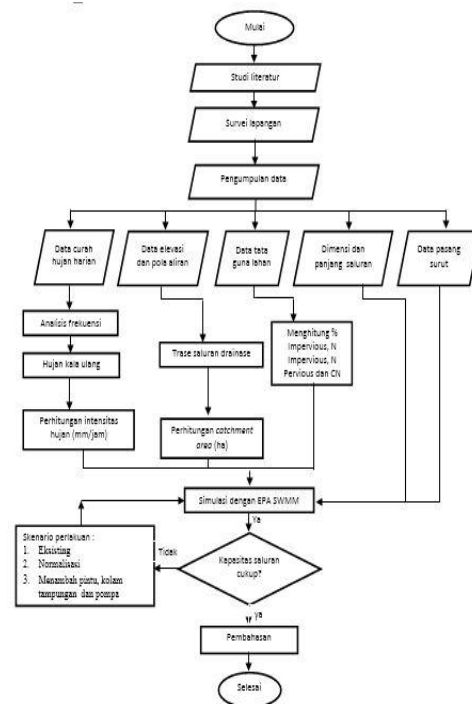 Mulai
Studi literatur
Survei lapangan
Pengumpulan data
Data curah
hujan harian
Data elevasi
dan pola aliran
Data tata
guna lahan
Dimensi dan
panjang saluran
Data pasang
surut
Analisis frekuensi
Hujan kala ulang
Perhitungan intensitas
hujan (mm/jam)
Trase saluran drainase
Perhitungan catchment
area (ha)
Menghitung %
Impervious, N
Impervious, N
Pervious dan CN
Simulasi dengan EPA SWMM
Ya
Skenario perlakuan :
1. Eksisting
2. Normalisasi
3. Menambah pintu, kolam
tampungan dan pompa
Tidak
Kapasitas saluran
cukup?
ya
Pembahasan
Selesai